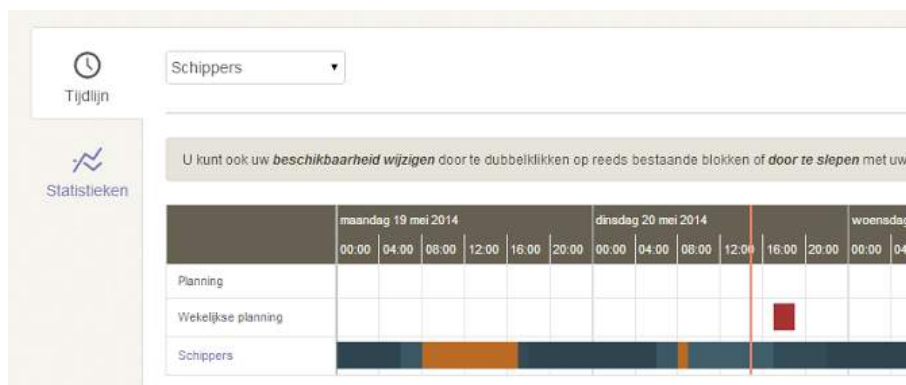 Tijdlijn
Schippers
Statistieken
U kunt ook uw beschikbaarheid wijzigen door te dubbelklikken op reeds bestaande blokken of door te slepen met uw
maandag 19 mei 2014 dinsdag 20 mei 2014 woensdag
00:00 04:00 08:00 12:00 16:00 20:00 00:00 04:00 08:00 12:00 16:00 20:00 00:00 04
Planning
Wekelijkse planning
Schippers